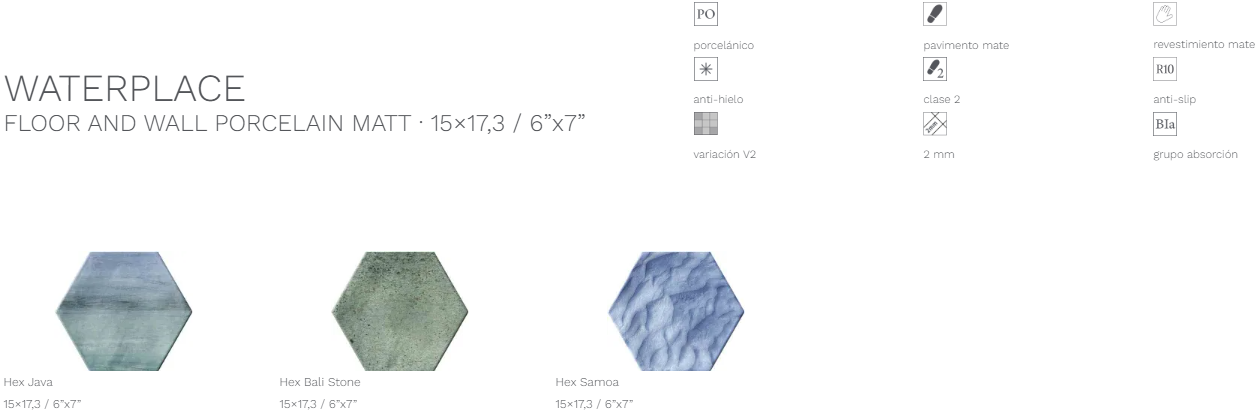 WATERPLACE
FLOOR AND WALL PORCELAIN MATT · 15×17,3 / 6”x7”
PO
porcelánico
pavimento mate
revestimiento mate
2
R10
anti-hielo
clase 2
anti-slip
2mm
BIa
variación V2
2 mm
grupo absorción
Hex Java
15×17,3 / 6”x7”
Hex Bali Stone
15×17,3 / 6”x7”
Hex Samoa
15×17,3 / 6”x7”